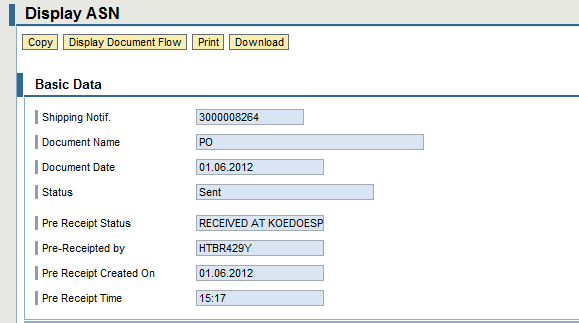 Display ASN
Copy Display Document Flow Print Download
Basic Data
Shipping Notif. 3000008264
Document Name PO
Document Date 01.06.2012
Status Sent
Pre Receipt Status RECEIVED AT KOEDOESP
Pre-Receipted by HTBR429Y
Pre Receipt Created On 01.06.2012
Pre Receipt Time 15:17